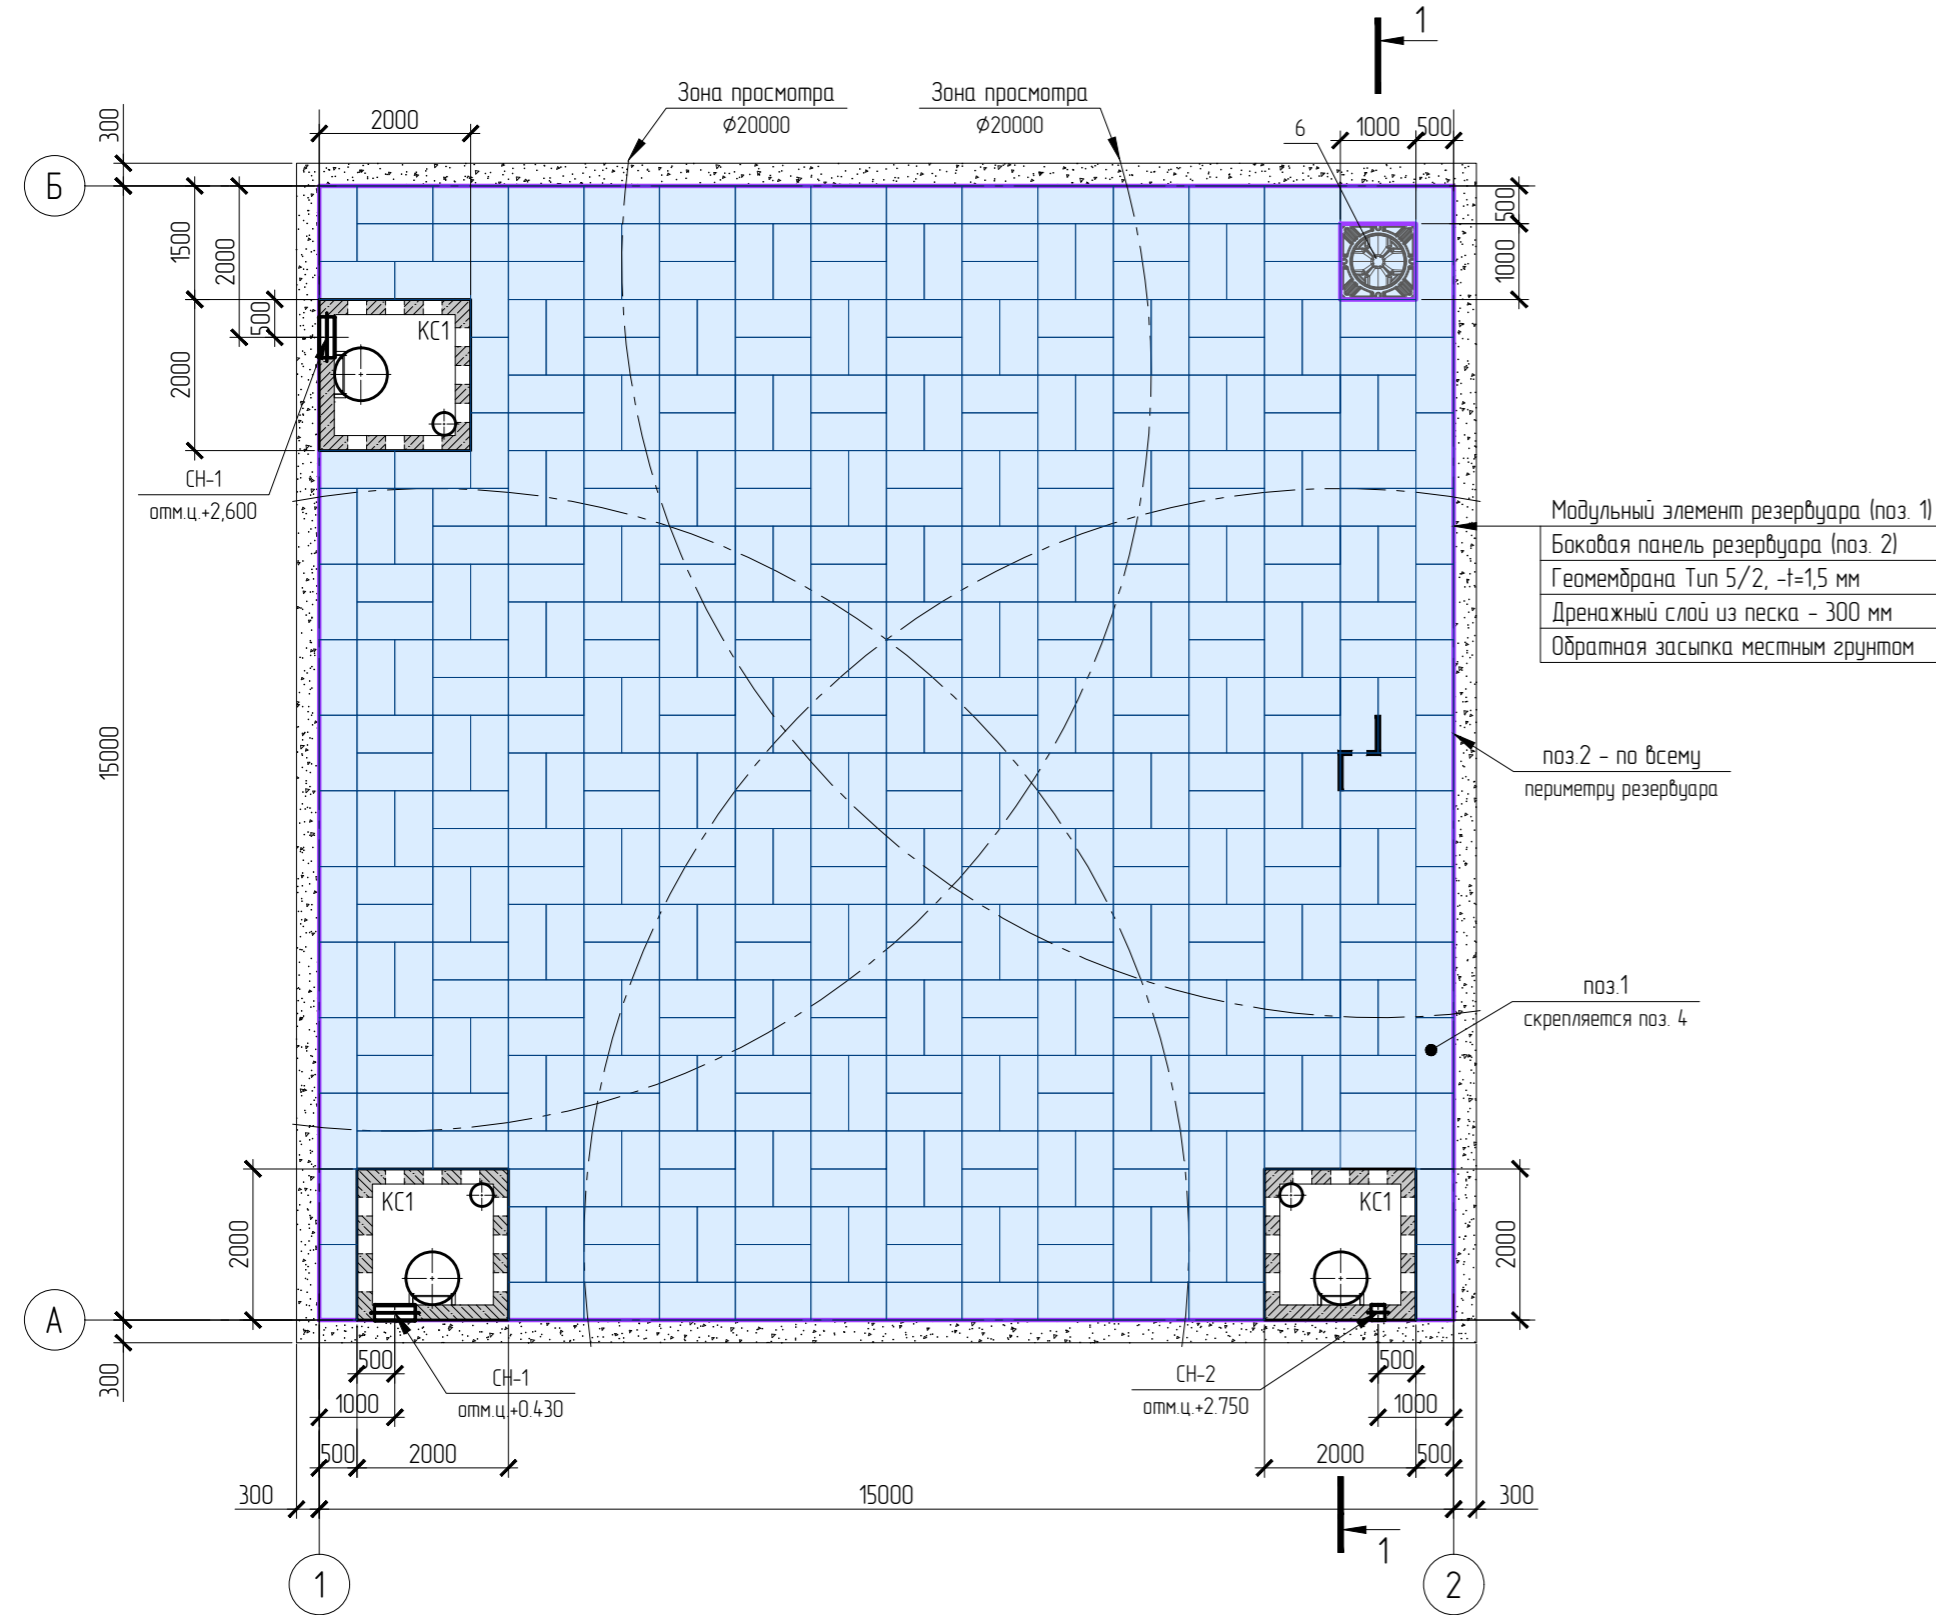 1
Зона просмотра
⌀20000
Зона просмотра
⌀20000
300
2000
6
1000
500
Б
1500
2000
500
2000
500
1000
КС1
СН-1
отм.ц.+2,600
Модульный элемент резервуара (поз. 1)
Боковая панель резервуара (поз. 2)
Геомембрана Тип 5/2, -t=1,5 мм
Дренажный слой из песка - 300 мм
Обратная засыпка местным грунтом
15000
поз.2 - по всему
периметру резервуара
поз.1
скрепляется поз. 4
2000
КС1
КС1
2000
А
300
500
1000
СН-1
отм.ц.+0.430
СН-2
отм.ц.+2.750
500
1000
500
2000
2000
500
300
15000
300
1
1
2